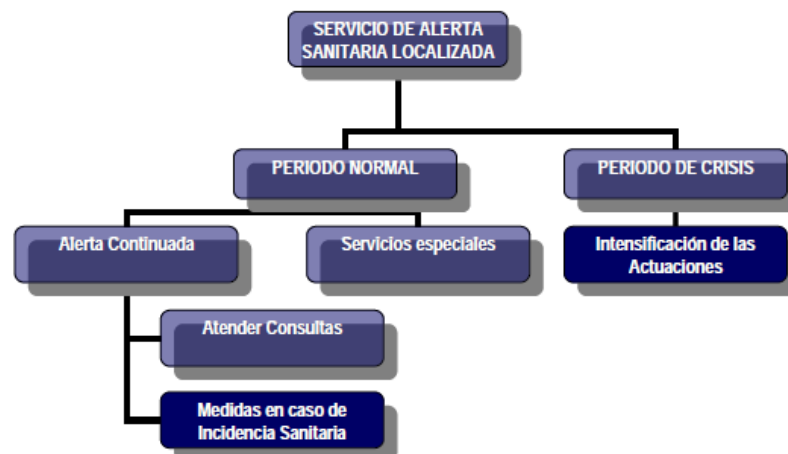 SERVICIO DE ALERTA
SANITARIA LOCALIZADA
PERIODO NORMAL
PERIODO DE CRISIS
Alerta Continuada
Servicios especiales
Intensificación de las
Actuaciones
Atender Consultas
Medidas en caso de
Incidencia Sanitaria